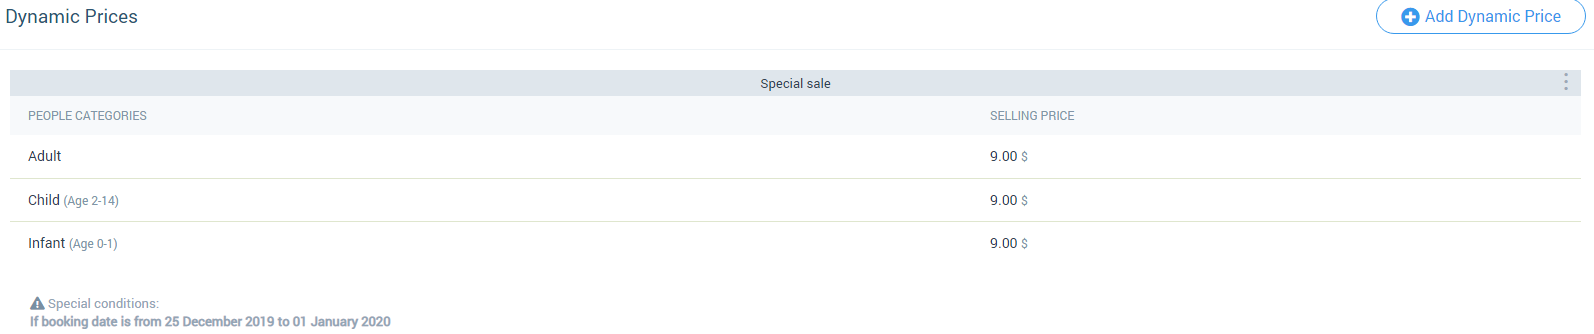 Dynamic Prices
Add Dynamic Price
Special sale
PEOPLE CATEGORIES SELLING PRICE
Adult 9.00 $
Child (Age 2-14) 9.00 $
Infant (Age 0-1) 9.00 $
Special conditions:
If booking date is from 25 December 2019 to 01 January 2020